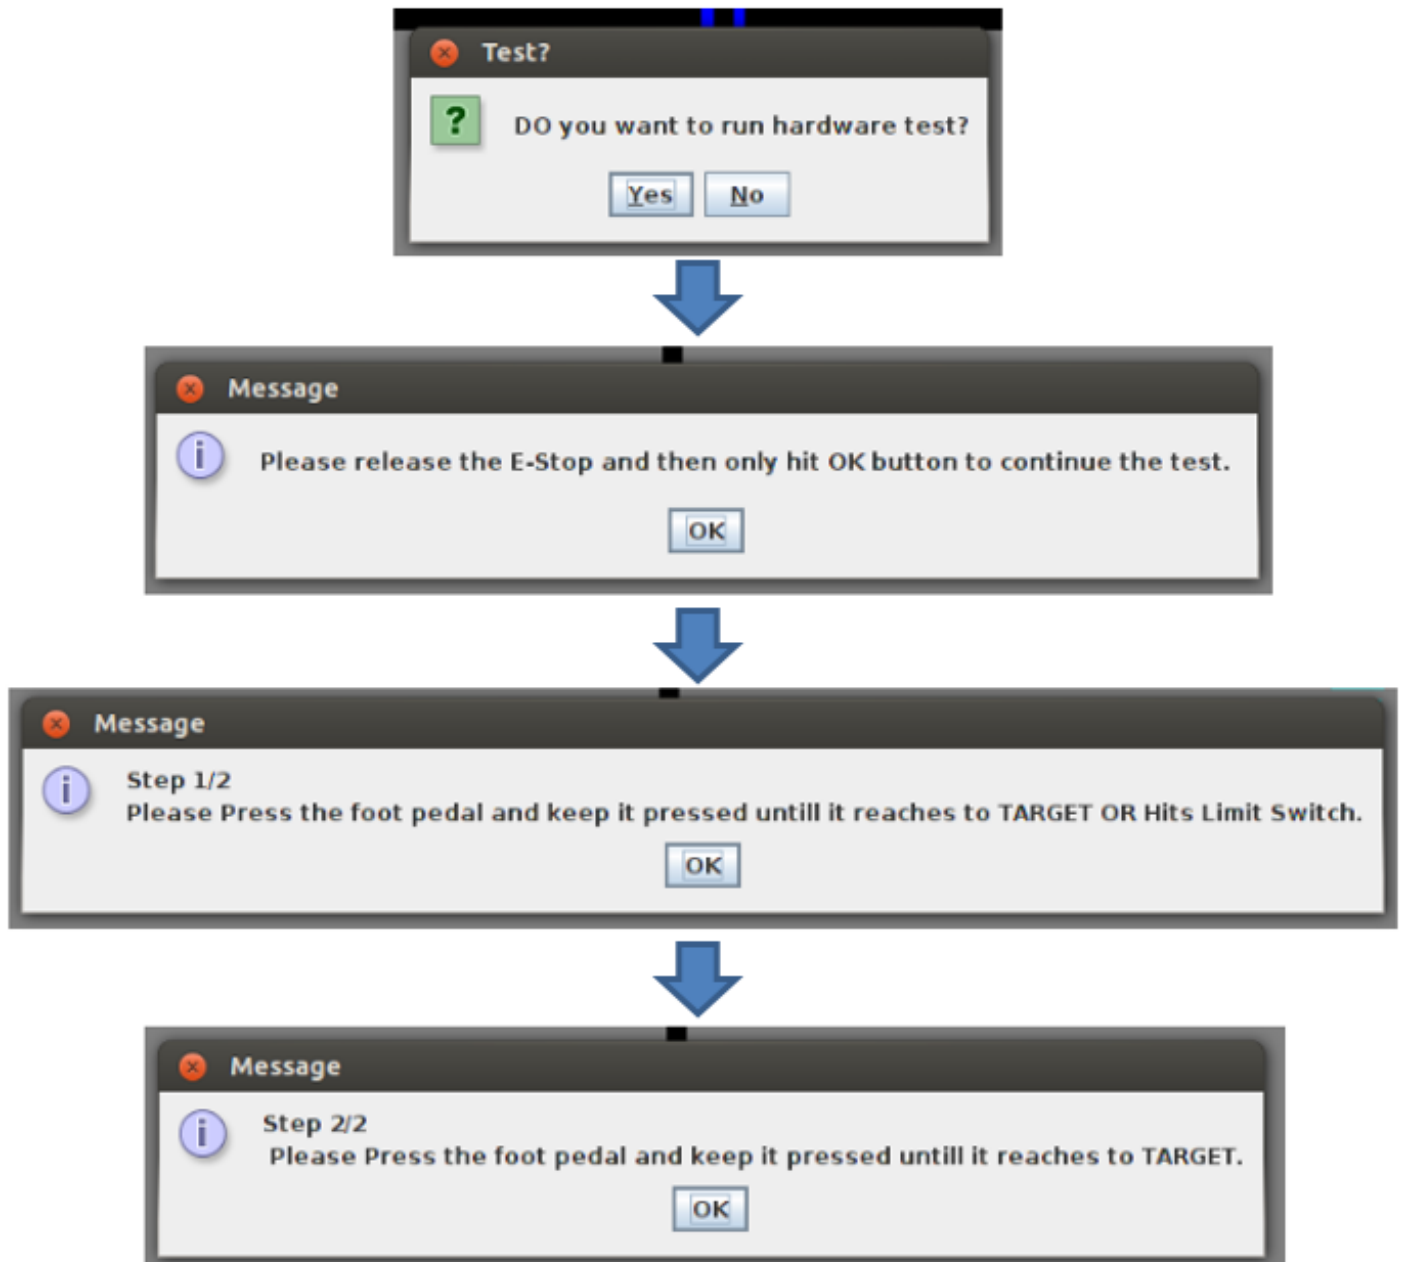 Test?
?
DO you want to run hardware test?
Yes No
Message
i
Please release the E-Stop and then only hit OK button to continue the test.
OK
Message
i
Step 1/2
Please Press the foot pedal and keep it pressed untill it reaches to TARGET OR Hits Limit Switch.
OK
Message
i
Step 2/2
Please Press the foot pedal and keep it pressed untill it reaches to TARGET.
OK